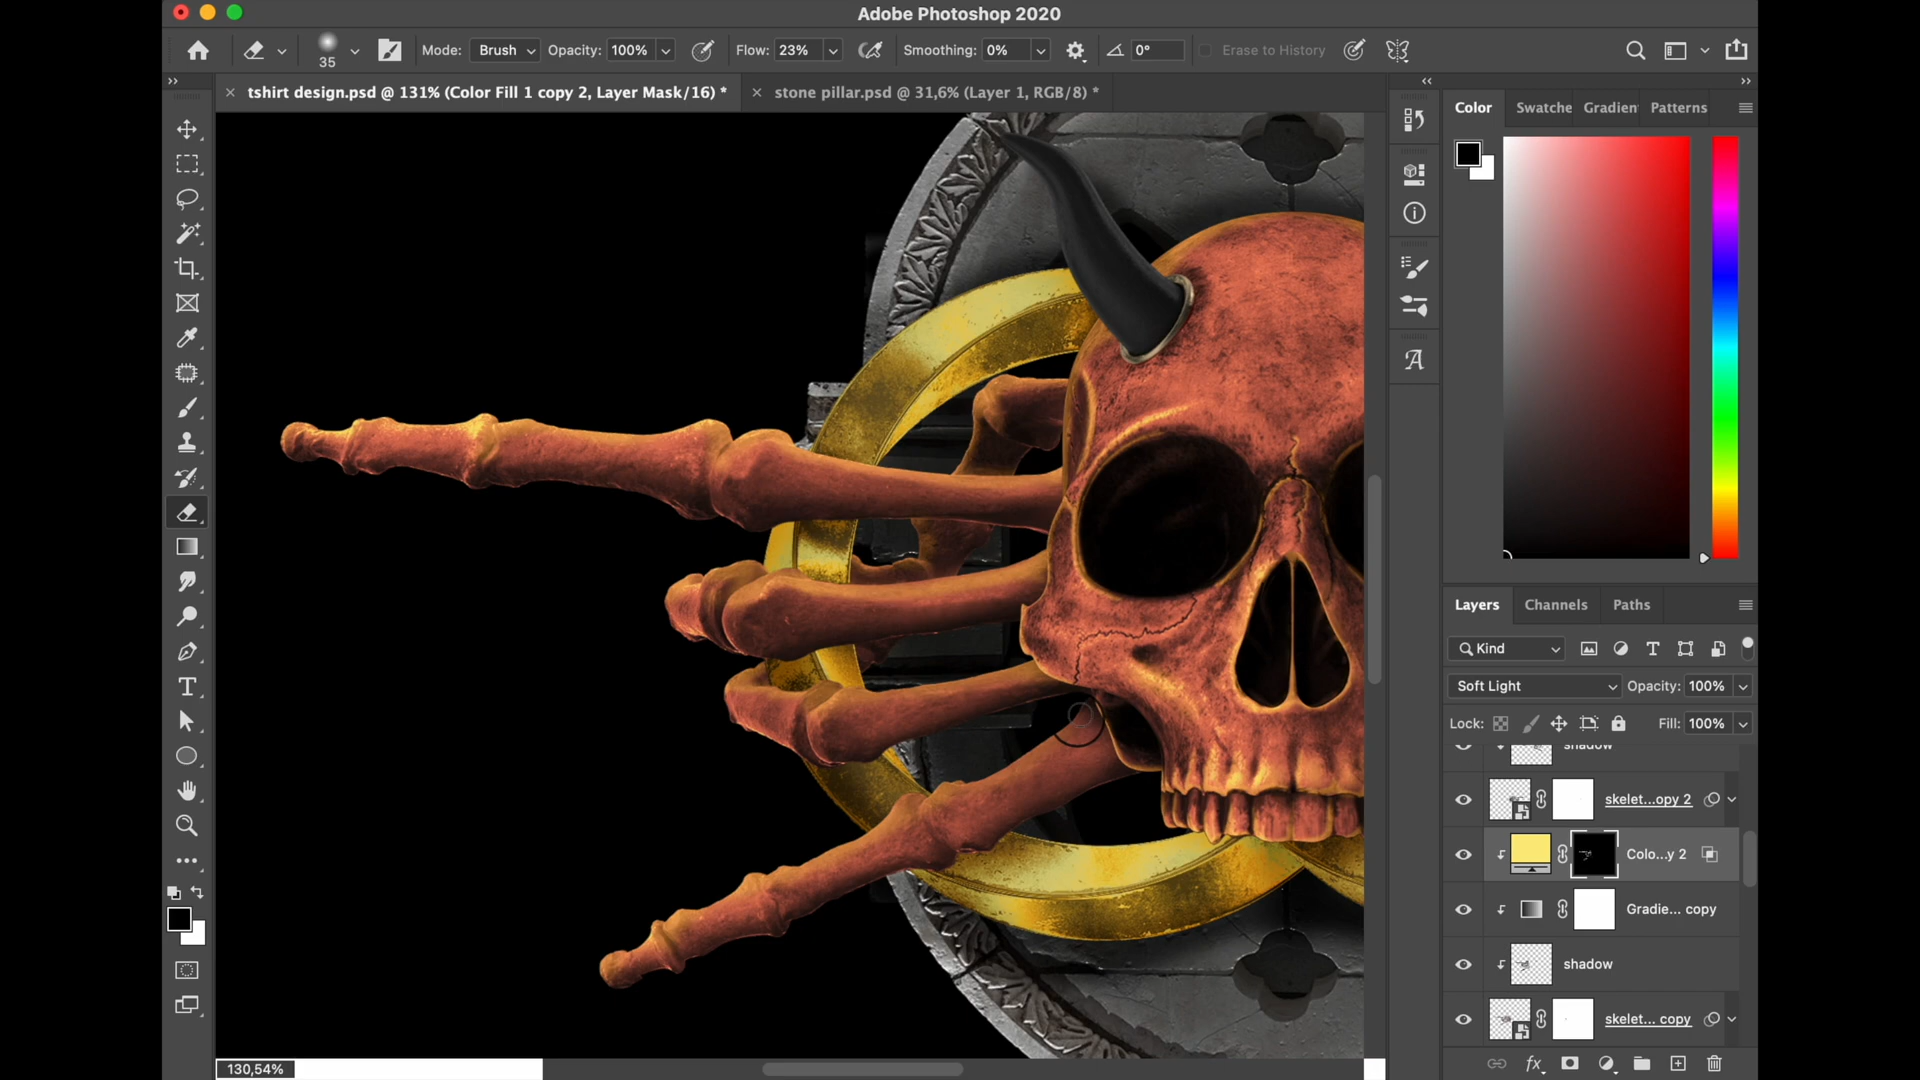 Adobe Photoshop 2020
35
Mode: Brush Opacity: 100% Flow: 23% Smoothing: 0% 0° Erase to History
tshirt design.psd @ 131% (Color Fill 1 copy 2, Layer Mask/16) *
stone pillar.psd @ 31,6% (Layer 1, RGB/8) *
Color Swatche Gradien Patterns
Layers Channels Paths
Kind
Soft Light Opacity: 100%
Lock: Fill: 100%
shadow
skelet...opy 2
Colo...y 2
Gradie... copy
shadow
skelet... copy
fx
130,54%